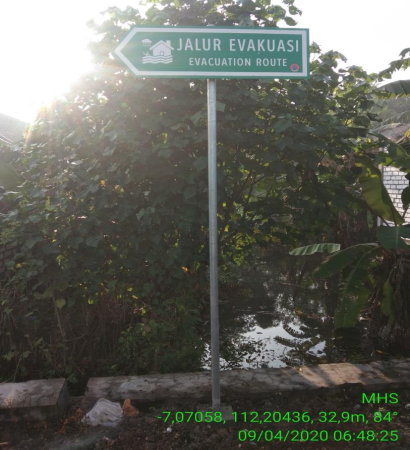 JALUR EVAKUASI
EVACUATION ROUTE
MHS
-7,07058, 112,20436, 32,9m, 84°
09/04/2020 06:48:25